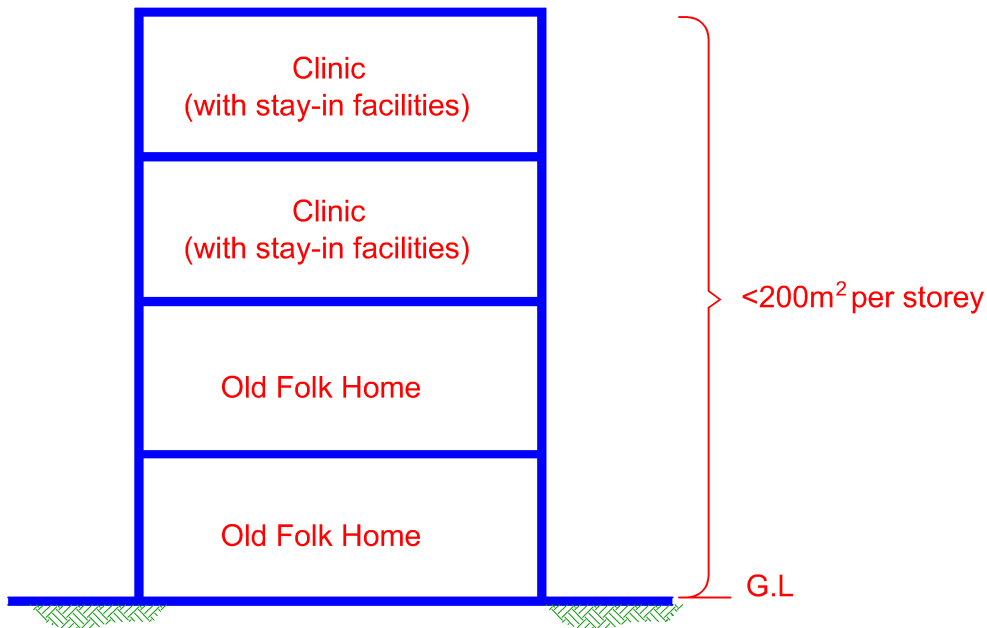 Clinic
(with stay-in facilities)
Clinic
(with stay-in facilities)
<200m² per storey
Old Folk Home
Old Folk Home
G.L